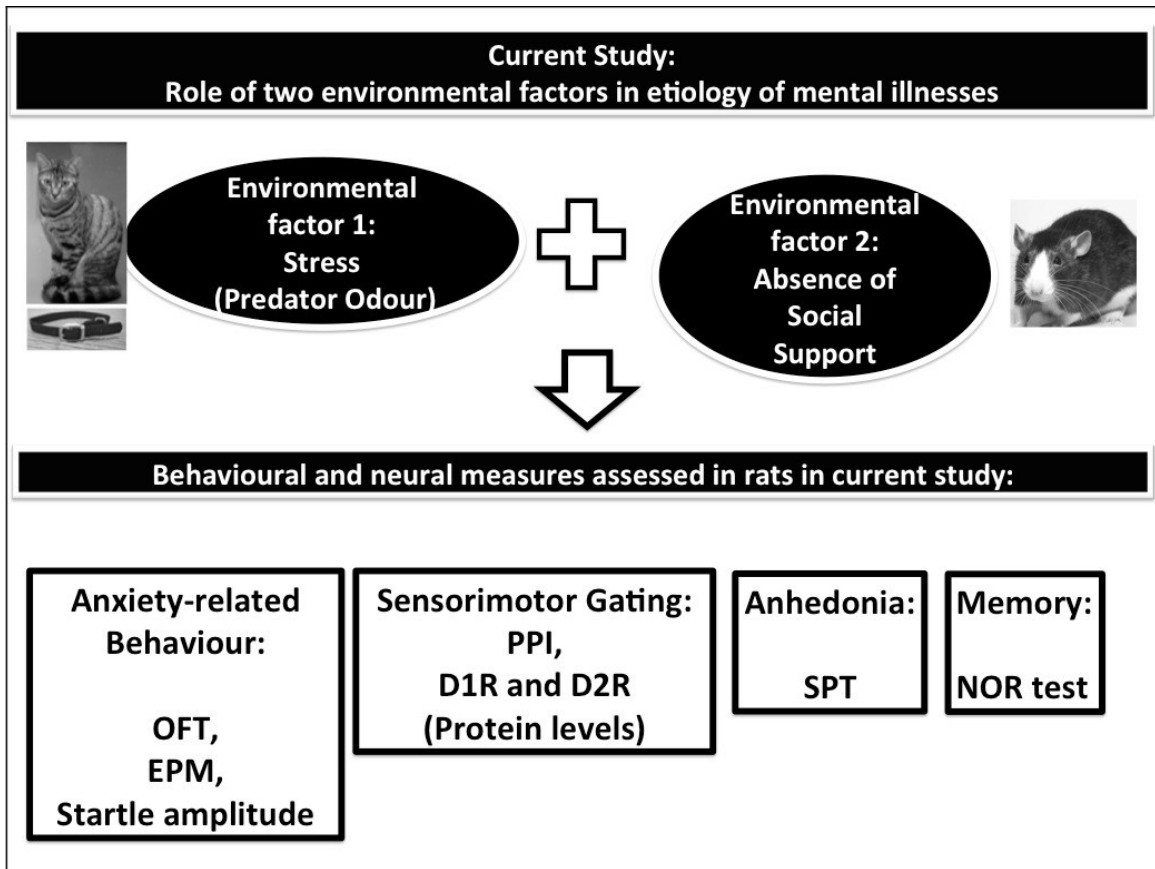 Current Study:
Role of two environmental factors in etiology of mental illnesses
Environmental
factor 1:
Stress
(Predator Odour)
Environmental
factor 2:
Absence of
Social
Support
Behavioural and neural measures assessed in rats in current study:
Anxiety-related
Behaviour:
OFT,
EPM,
Startle amplitude
Sensorimotor Gating:
PPI,
D1R and D2R
(Protein levels)
Anhedonia:
SPT
Memory:
NOR test